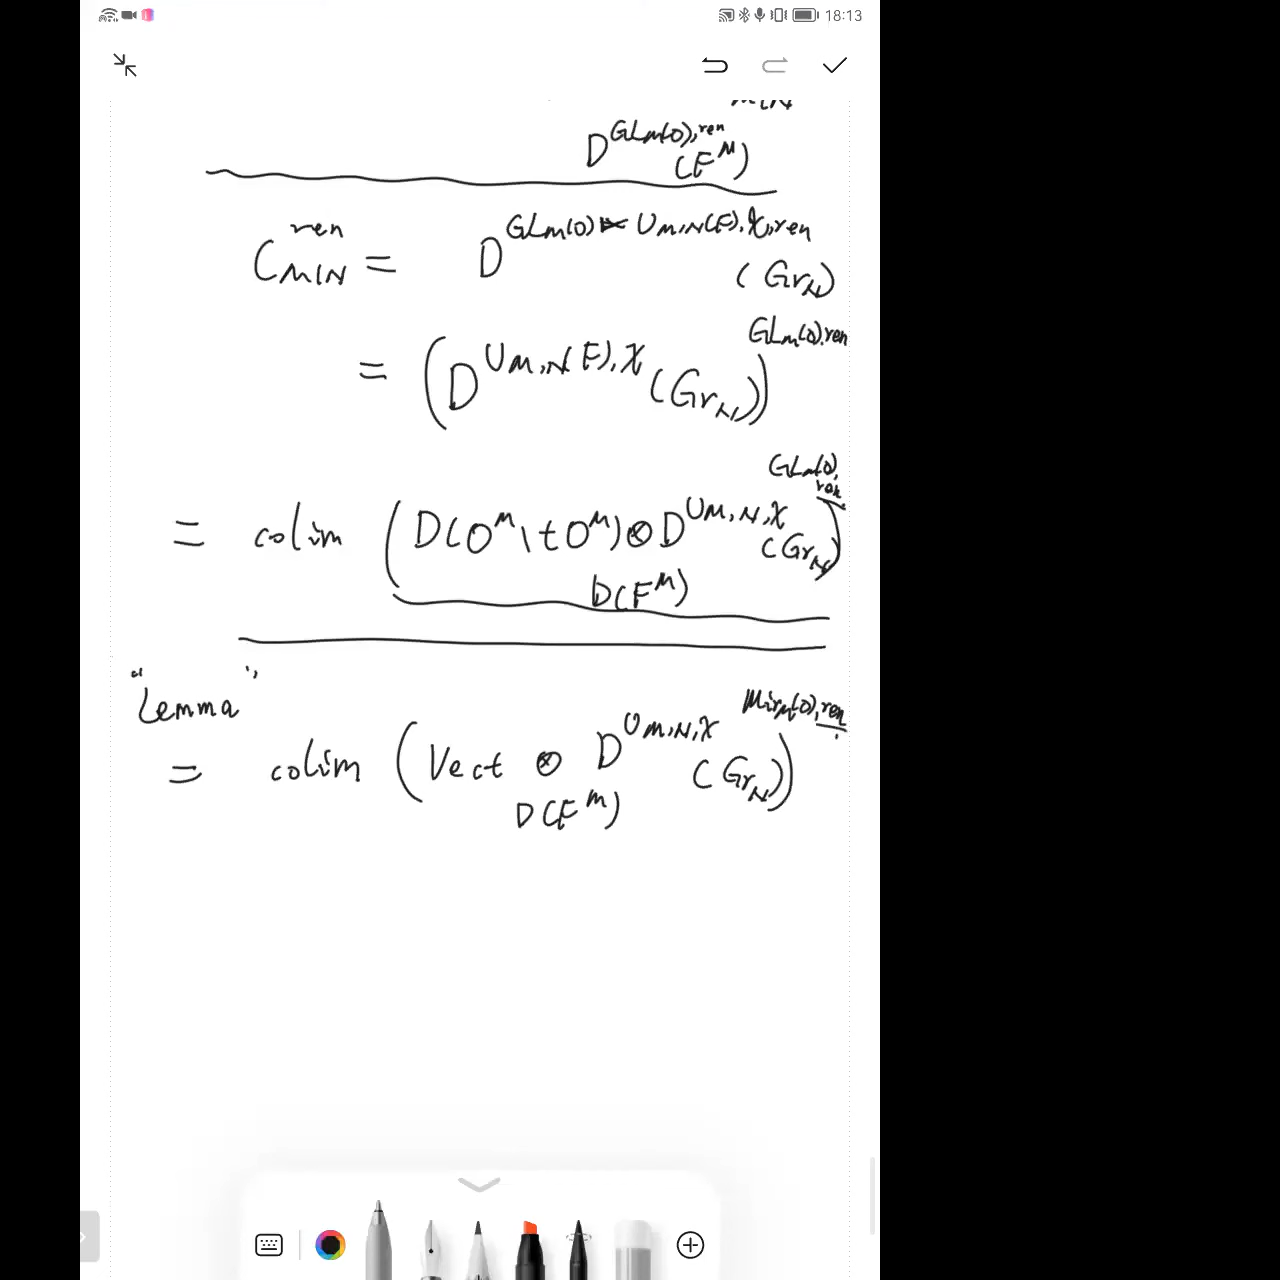 18:13
D^{GL_M(O),ren}(F^M)
C^{ren}_{M|N} = D^{GL_M(O)⋉U_{M,N}(F),χ,ren}(Gr_N)
= (D^{U_{M,N}(F),χ}(Gr_N))^{GL_M(O),ren}
= colim (D(O^M \ tO^M) ⊗_{D(F^M)} D^{U_{M,N},χ}(Gr_N))^{GL_M(O),ren}
"Lemma"
= colim (Vect ⊗_{D(F^M)} D^{U_{M,N},χ}(Gr_N))^{Mir_M(O),ren}